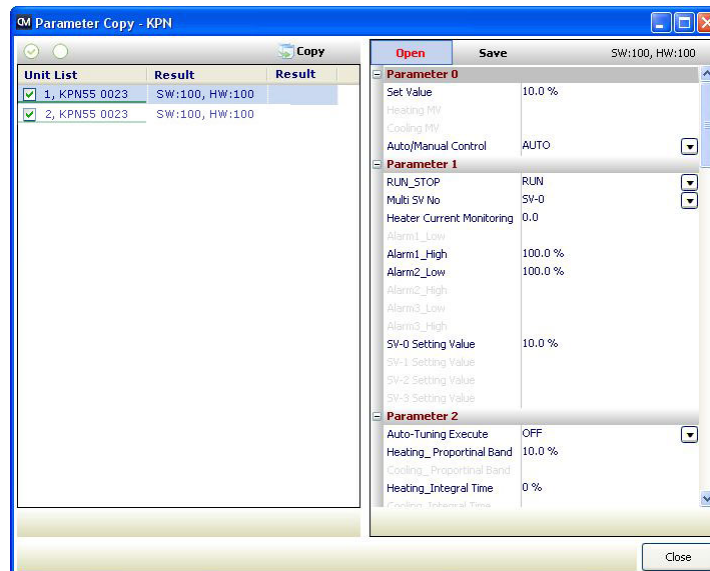 CM Parameter Copy - KPN
Copy
Unit List Result Result
1, KPN55 0023 SW:100, HW:100
2, KPN55 0023 SW:100, HW:100
Open Save SW:100, HW:100
Parameter 0
Set Value 10.0 %
Heating MV
Cooling MV
Auto/Manual Control AUTO
Parameter 1
RUN_STOP RUN
Multi SV No SV-0
Heater Current Monitoring 0.0
Alarm1_Low
Alarm1_High 100.0 %
Alarm2_Low 100.0 %
Alarm2_High
Alarm3_Low
Alarm3_High
SV-0 Setting Value 10.0 %
SV-1 Setting Value
SV-2 Setting Value
SV-3 Setting Value
Parameter 2
Auto-Tuning Execute OFF
Heating_ Proportinal Band 10.0 %
Cooling_ Proportinal Band
Heating_Integral Time 0 %
Cooling_Integral Time
Close